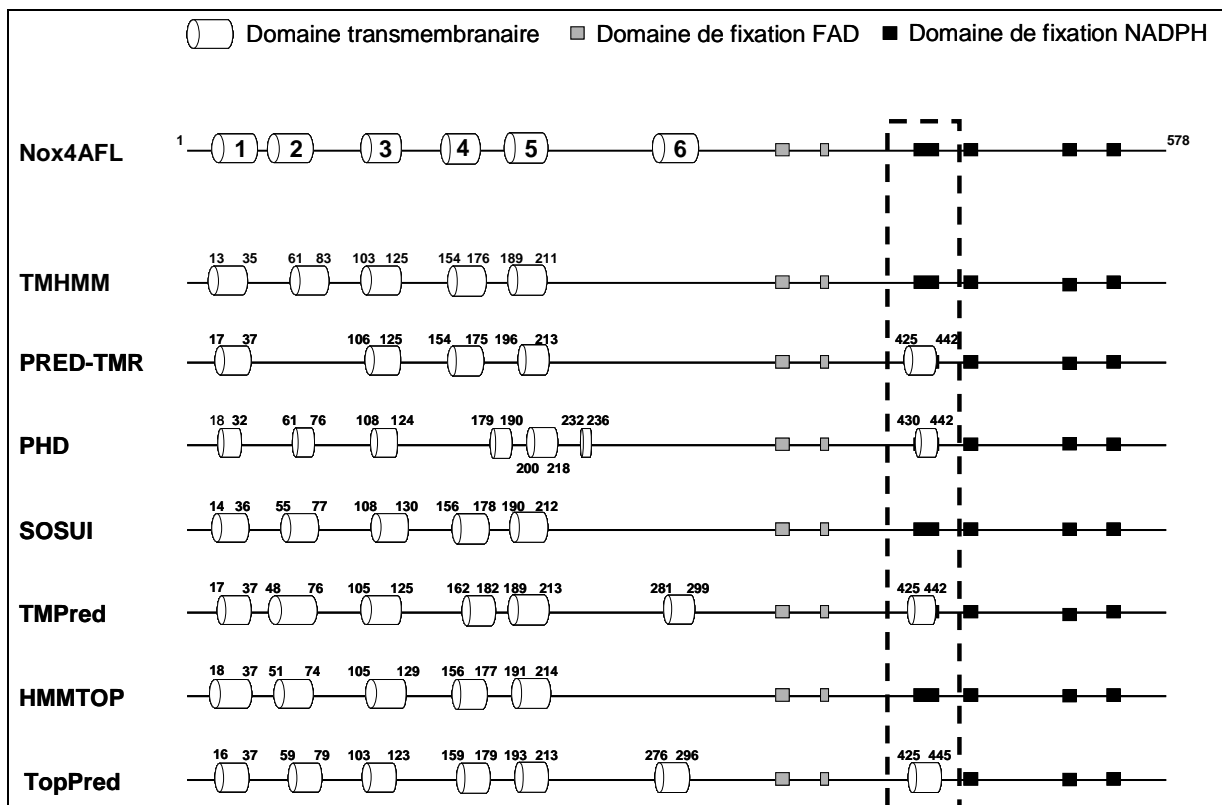 Domaine transmembranaire Domaine de fixation FAD Domaine de fixation NADPH
1 578
Nox4AFL 1 2 3 4 5 6
13 35 61 83 103 125 154 176 189 211
TMHMM
17 37 106 125 154 175 196 213 425 442
PRED-TMR
18 32 61 76 108 124 179 190 232 236 430 442
PHD
200 218
14 36 55 77 108 130 156 178 190 212
SOSUI
17 37 48 76 105 125 162 182 189 213 281 299 425 442
TMPred
18 37 51 74 105 129 156 177 191 214
HMMTOP
16 37 59 79 103 123 159 179 193 213 276 296 425 445
TopPred